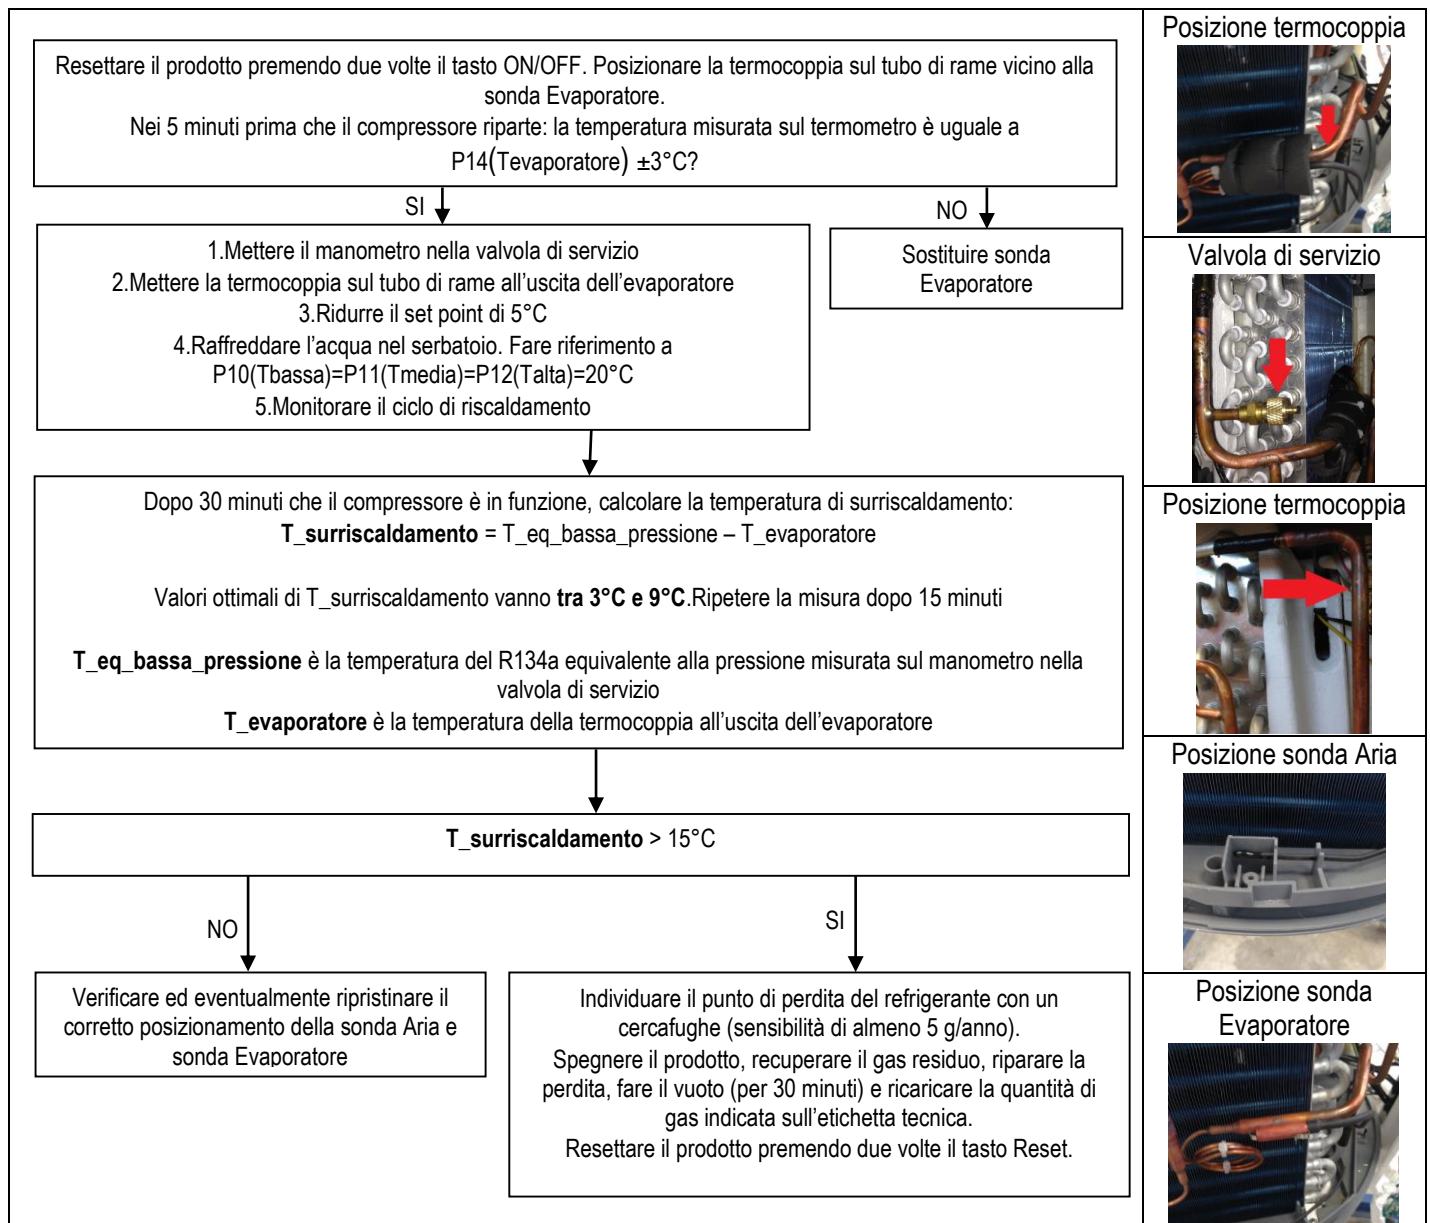 Resettare il prodotto premendo due volte il tasto ON/OFF. Posizionare la termocoppia sul tubo di rame vicino alla
sonda Evaporatore.
Nei 5 minuti prima che il compressore riparte: la temperatura misurata sul termometro è uguale a
P14(Tevaporatore) ±3°C?
SI
NO
1.Mettere il manometro nella valvola di servizio
2.Mettere la termocoppia sul tubo di rame all'uscita dell'evaporatore
3.Ridurre il set point di 5°C
4.Raffreddare l'acqua nel serbatoio. Fare riferimento a
P10(Tbassa)=P11(Tmedia)=P12(Talta)=20°C
5.Monitorare il ciclo di riscaldamento
Sostituire sonda
Evaporatore
Dopo 30 minuti che il compressore è in funzione, calcolare la temperatura di surriscaldamento:
T_surriscaldamento = T_eq_bassa_pressione – T_evaporatore
Valori ottimali di T_surriscaldamento vanno tra 3°C e 9°C.Ripetere la misura dopo 15 minuti
T_eq_bassa_pressione è la temperatura del R134a equivalente alla pressione misurata sul manometro nella
valvola di servizio
T_evaporatore è la temperatura della termocoppia all'uscita dell'evaporatore
T_surriscaldamento > 15°C
NO
SI
Verificare ed eventualmente ripristinare il
corretto posizionamento della sonda Aria e
sonda Evaporatore
Individuare il punto di perdita del refrigerante con un
cercafughe (sensibilità di almeno 5 g/anno).
Spegnere il prodotto, recuperare il gas residuo, riparare la
perdita, fare il vuoto (per 30 minuti) e ricaricare la quantità di
gas indicata sull'etichetta tecnica.
Resettare il prodotto premendo due volte il tasto Reset.
Posizione termocoppia
Valvola di servizio
Posizione termocoppia
Posizione sonda Aria
Posizione sonda
Evaporatore